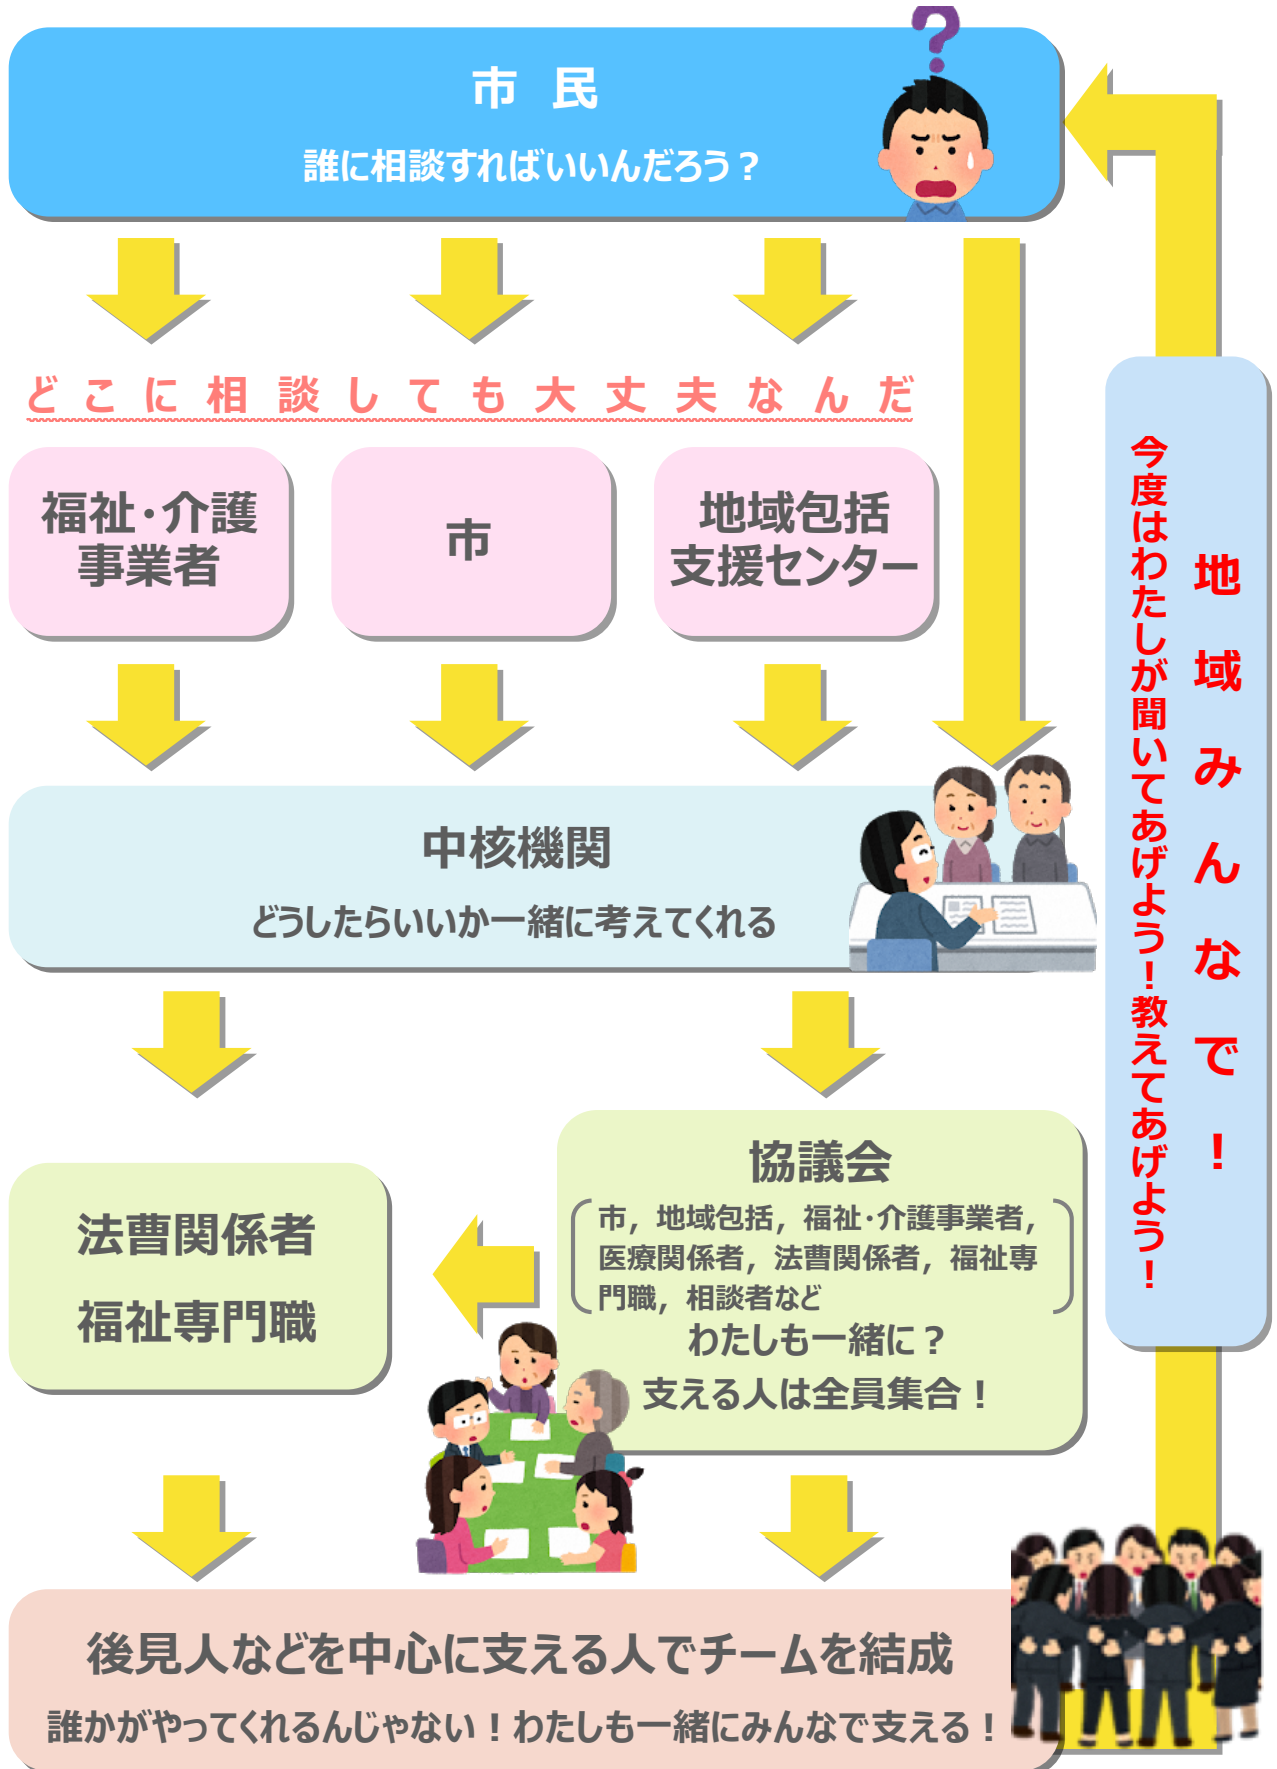 ?
市 民
誰に相談すればいいんだろう？
どこに相談しても大丈夫なんだ
福祉・介護
事業者
市
地域包括
支援センター
中核機関
どうしたらいいか一緒に考えてくれる
法曹関係者
福祉専門職
協議会
市，地域包括，福祉・介護事業者，
医療関係者，法曹関係者，福祉専
門職，相談者など
わたしも一緒に？
支える人は全員集合！
後見人などを中心に支える人でチームを結成
誰かがやってくれるんじゃない！わたしも一緒にみんなで支える！
地域みんなで！
今度はわたしが聞いてあげよう！教えてあげよう！